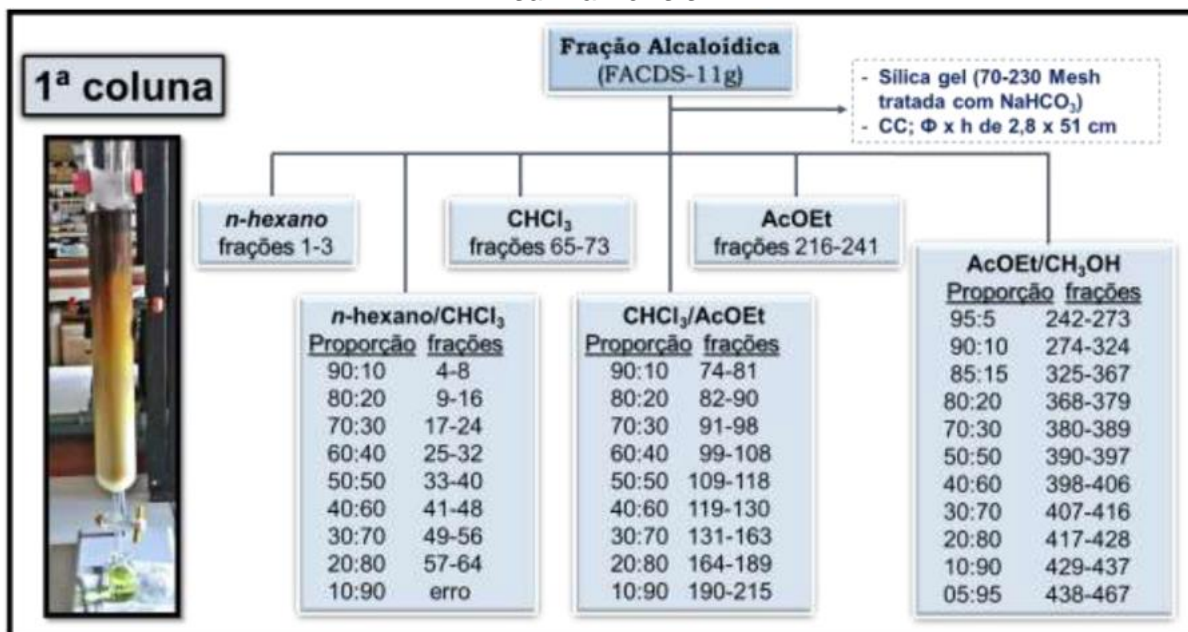 1ª coluna
Fração Alcaloídica
(FACDS-11g)
- Sílica gel (70-230 Mesh
tratada com NaHCO₃)
- CC; Φ x h de 2,8 x 51 cm
n-hexano
frações 1-3
CHCl₃
frações 65-73
AcOEt
frações 216-241
n-hexano/CHCl₃
Proporção frações
90:10 4-8
80:20 9-16
70:30 17-24
60:40 25-32
50:50 33-40
40:60 41-48
30:70 49-56
20:80 57-64
10:90 erro
CHCl₃/AcOEt
Proporção frações
90:10 74-81
80:20 82-90
70:30 91-98
60:40 99-108
50:50 109-118
40:60 119-130
30:70 131-163
20:80 164-189
10:90 190-215
AcOEt/CH₃OH
Proporção frações
95:5 242-273
90:10 274-324
85:15 325-367
80:20 368-379
70:30 380-389
50:50 390-397
40:60 398-406
30:70 407-416
20:80 417-428
10:90 429-437
05:95 438-467